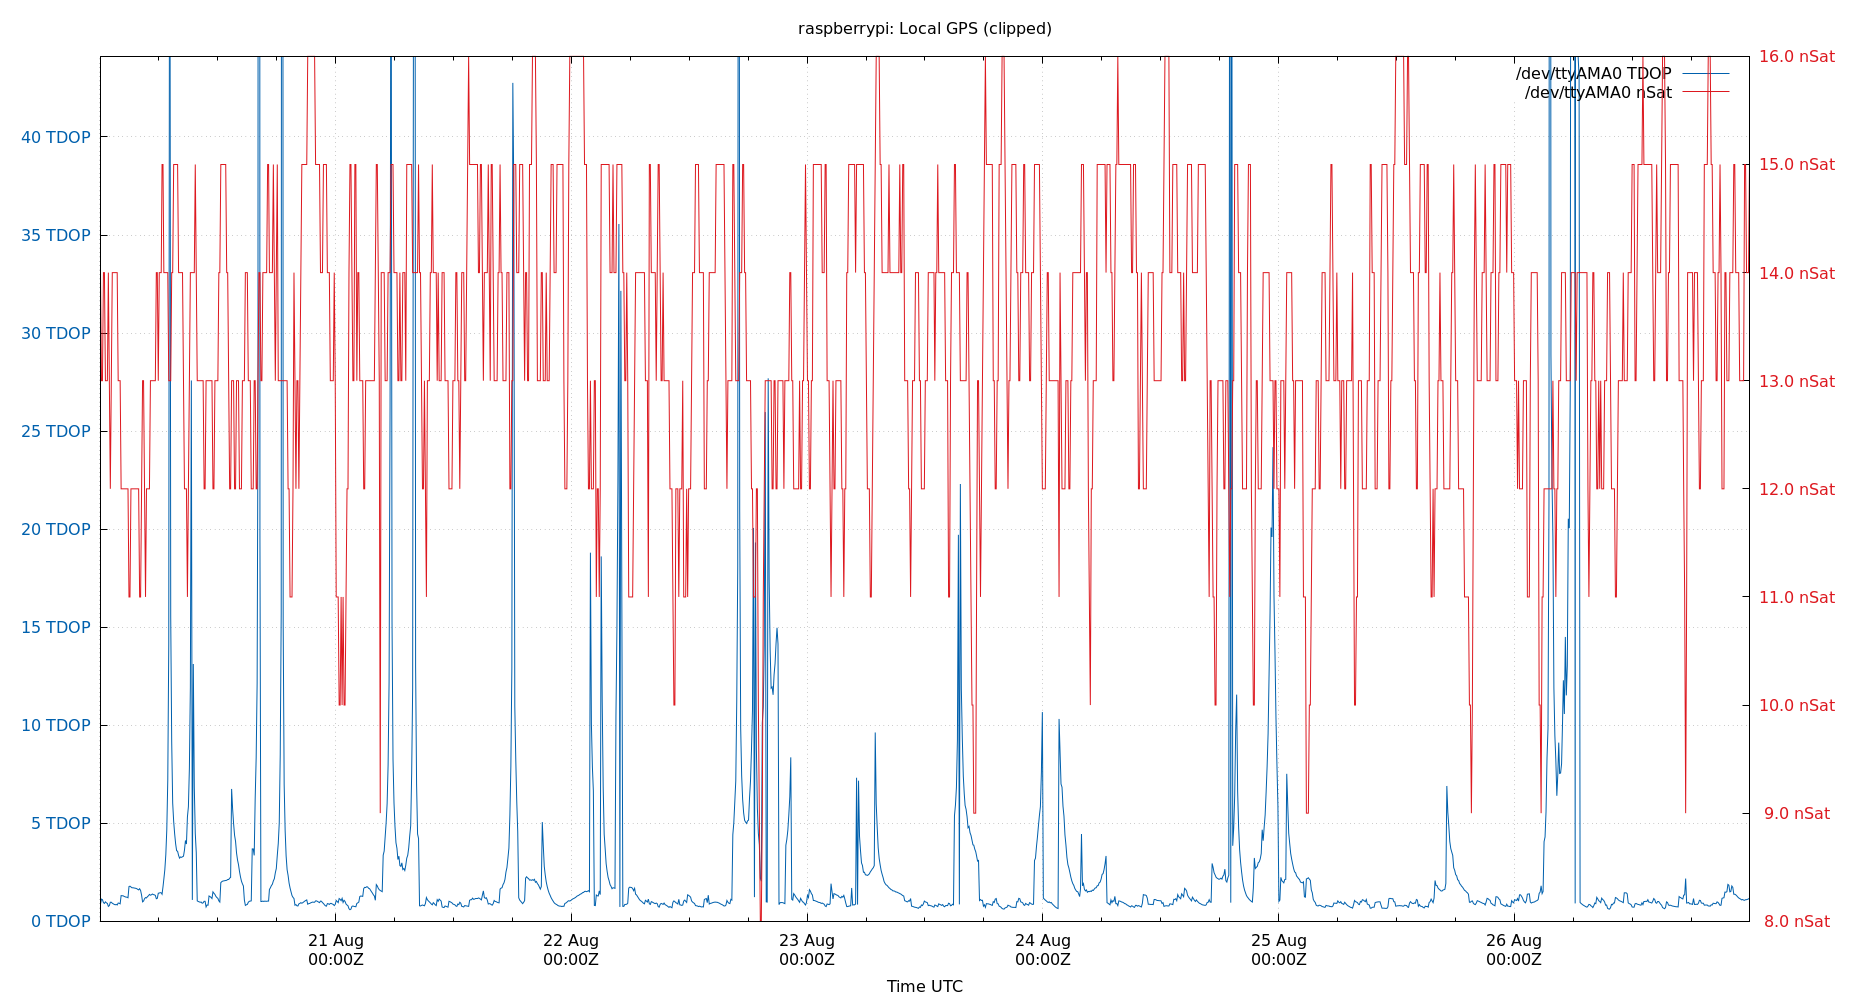 raspberrypi: Local GPS (clipped)
/dev/ttyAMA0 TDOP
/dev/ttyAMA0 nSat
40 TDOP
35 TDOP
30 TDOP
25 TDOP
20 TDOP
15 TDOP
10 TDOP
5 TDOP
0 TDOP
16.0 nSat
15.0 nSat
14.0 nSat
13.0 nSat
12.0 nSat
11.0 nSat
10.0 nSat
9.0 nSat
8.0 nSat
21 Aug
00:00Z
22 Aug
00:00Z
23 Aug
00:00Z
24 Aug
00:00Z
25 Aug
00:00Z
26 Aug
00:00Z
Time UTC